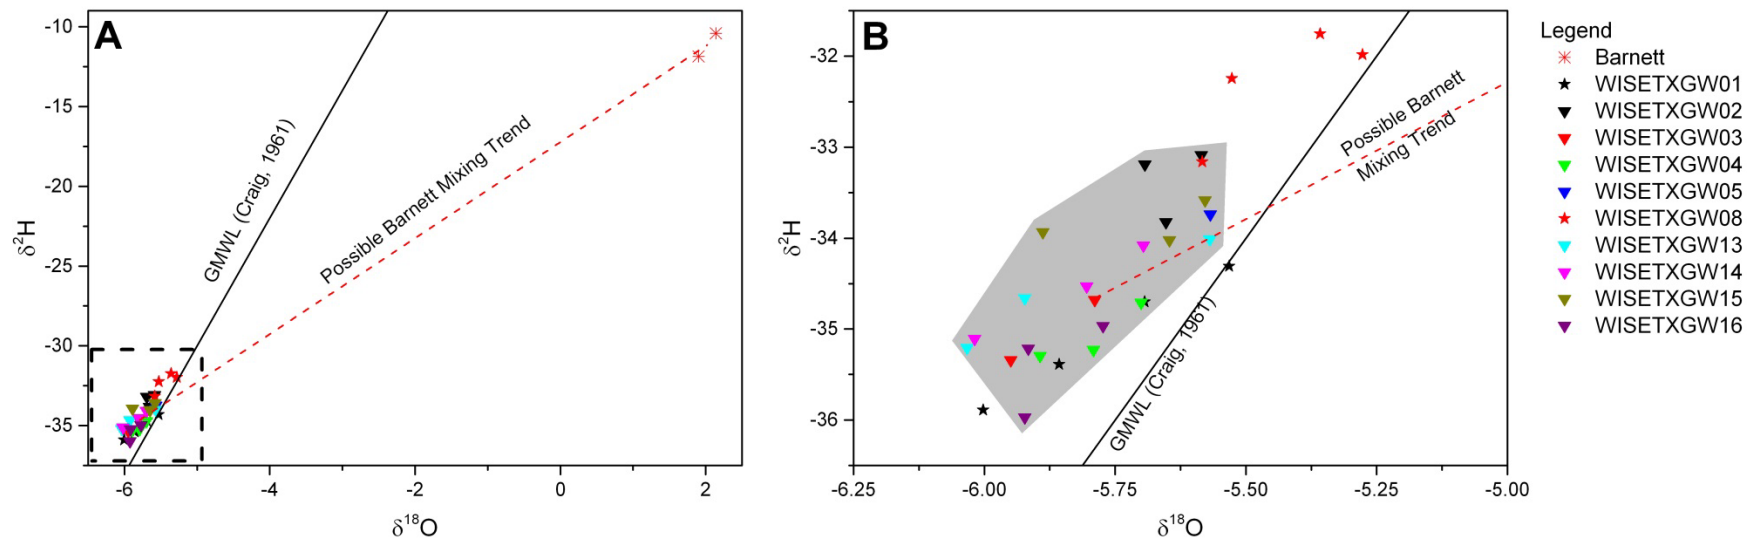 A
-10
-15
-20
-25
-30
-35
δ²H
-6
-4
-2
0
2
δ¹⁸O
GMWL (Craig, 1961)
Possible Barnett Mixing Trend
B
-32
-33
-34
-35
-36
δ²H
-6.25
-6.00
-5.75
-5.50
-5.25
-5.00
δ¹⁸O
GMWL (Craig, 1961)
Possible Barnett
Mixing Trend
Legend
Barnett
WISETXGW01
WISETXGW02
WISETXGW03
WISETXGW04
WISETXGW05
WISETXGW08
WISETXGW13
WISETXGW14
WISETXGW15
WISETXGW16